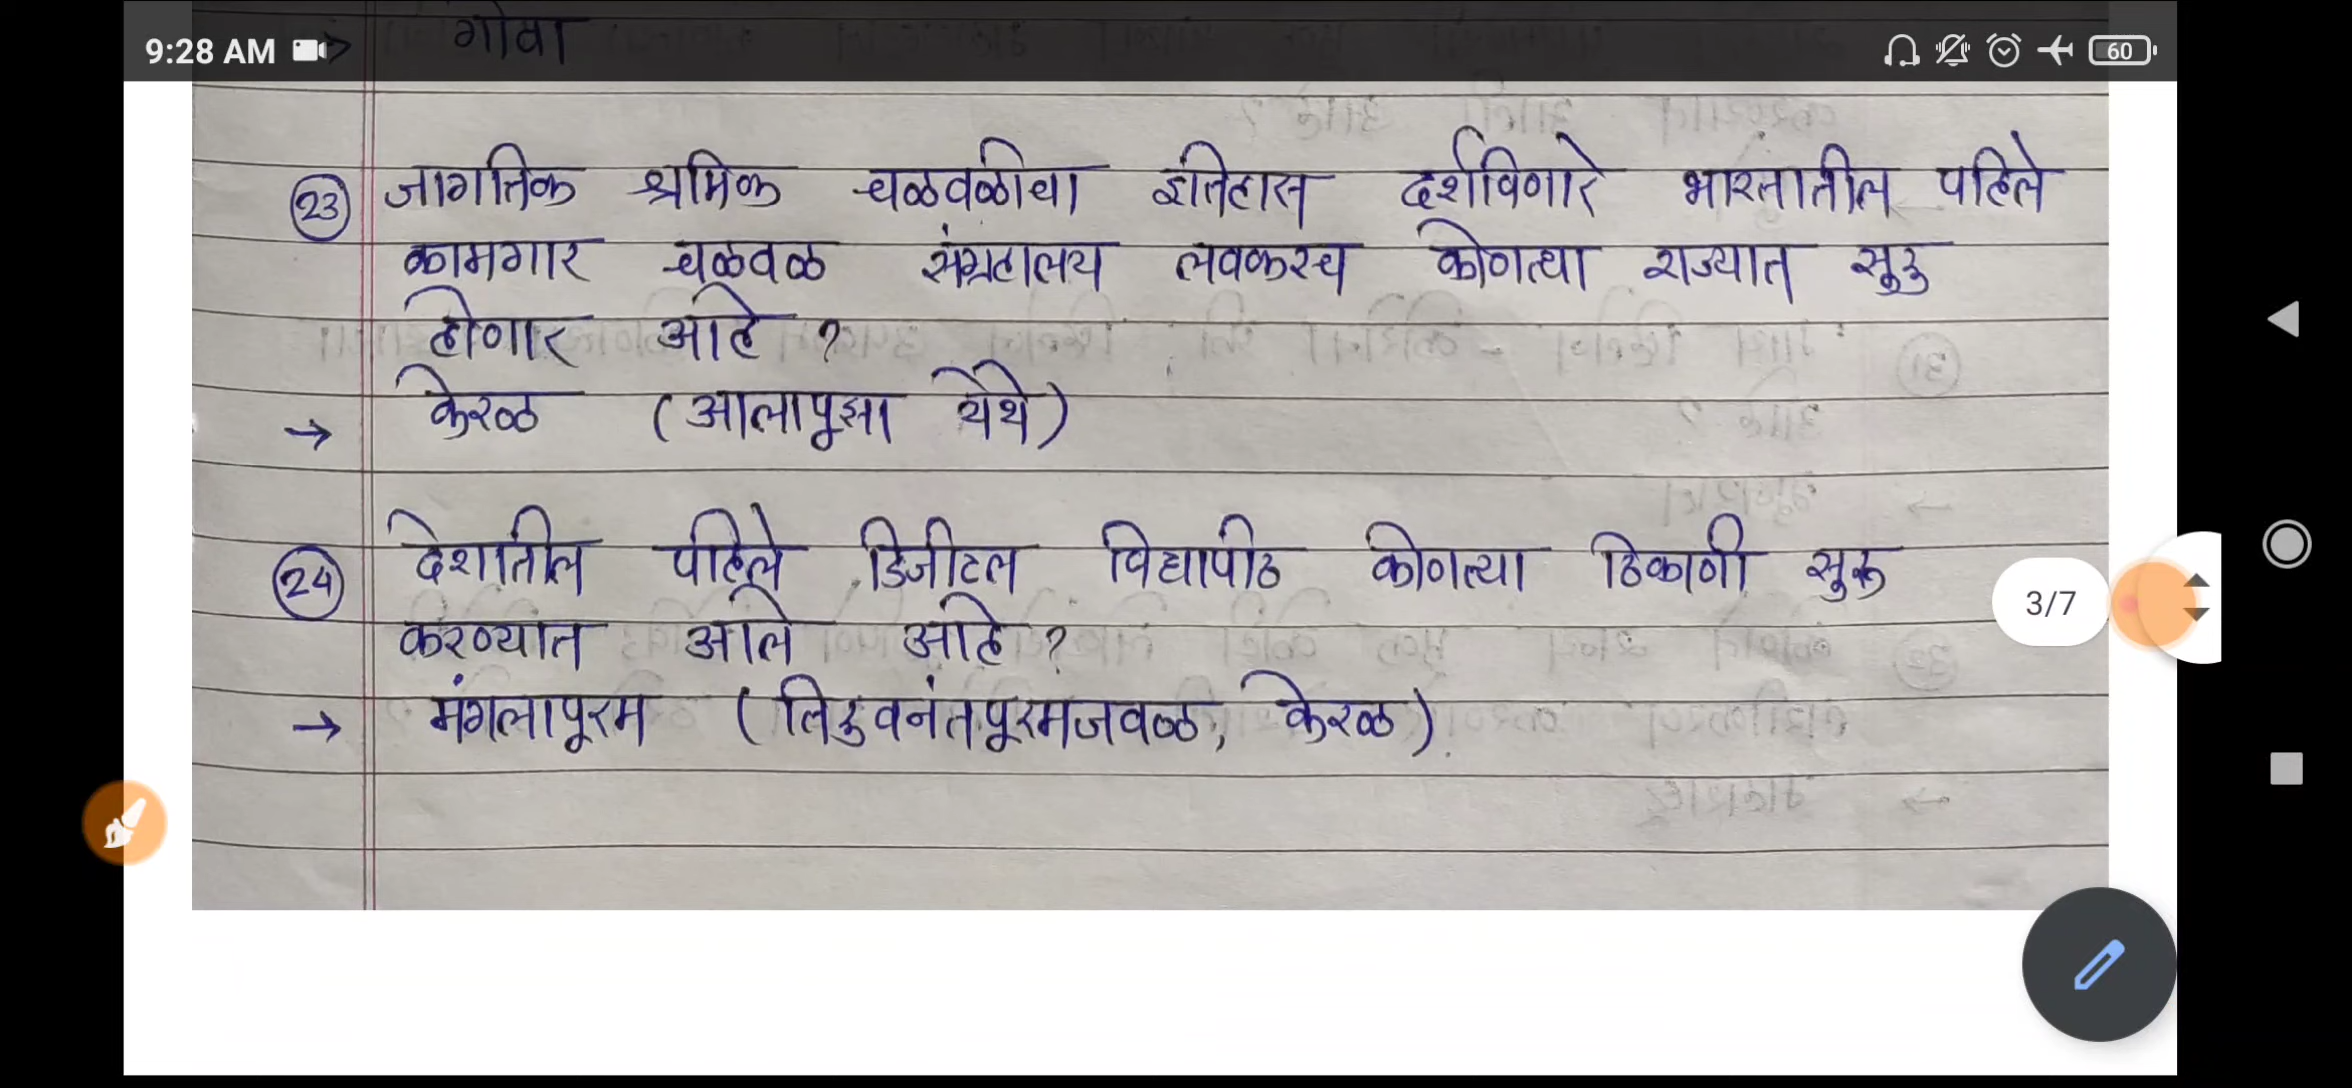 9:28 AM
60
→ गोवा
23 जागतिक श्रमिक चळवळीचा इतिहास दर्शविणारे भारतातील पहिले
कामगार चळवळ संग्रहालय लवकरच कोणत्या राज्यात सुरु
होणार आहे ?
→ केरळ (आलापूझा येथे)
24 देशातील पहिले डिजीटल विद्यापीठ कोणत्या ठिकाणी सुरू
करण्यात आले आहे ?
→ मंगलापूरम (तिरुवनंतपूरमजवळ, केरळ)
3/7